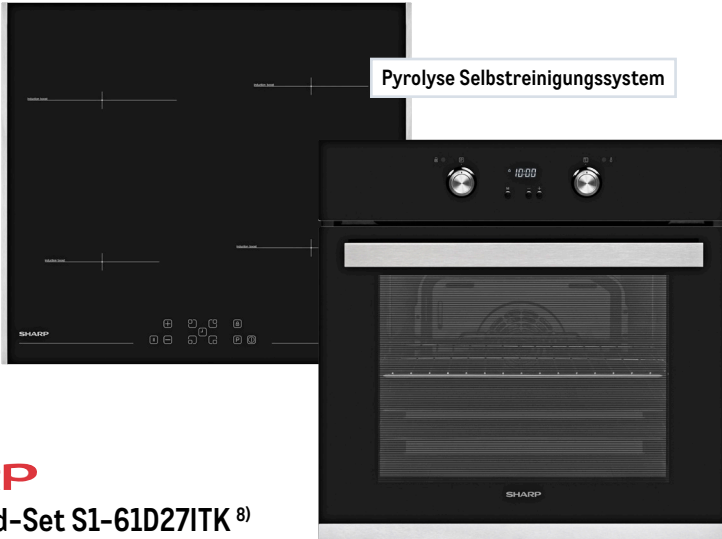 Pyrolyse Selbstreinigungssystem
10:00
SHARP
SHARP
P
d-Set S1-61D27ITK 8)